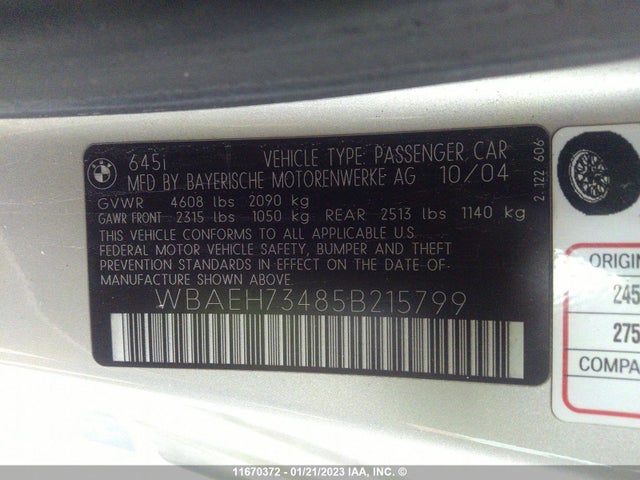 BMW
645i VEHICLE TYPE: PASSENGER CAR
MFD BY BAYERISCHE MOTORENWERKE AG 10/04
GVWR 4608 lbs 2090 kg
GAWR FRONT 2315 lbs 1050 kg REAR 2513 lbs 1140 kg
THIS VEHICLE CONFORMS TO ALL APPLICABLE U.S.
FEDERAL MOTOR VEHICLE SAFETY, BUMPER AND THEFT
PREVENTION STANDARDS IN EFFECT ON THE DATE OF
MANUFACTURE SHOWN ABOVE
WBAEH73485B215799
2.122 606
ORIGIN
245
275
COMPA
11670372 - 01/21/2023 IAA, INC. ©